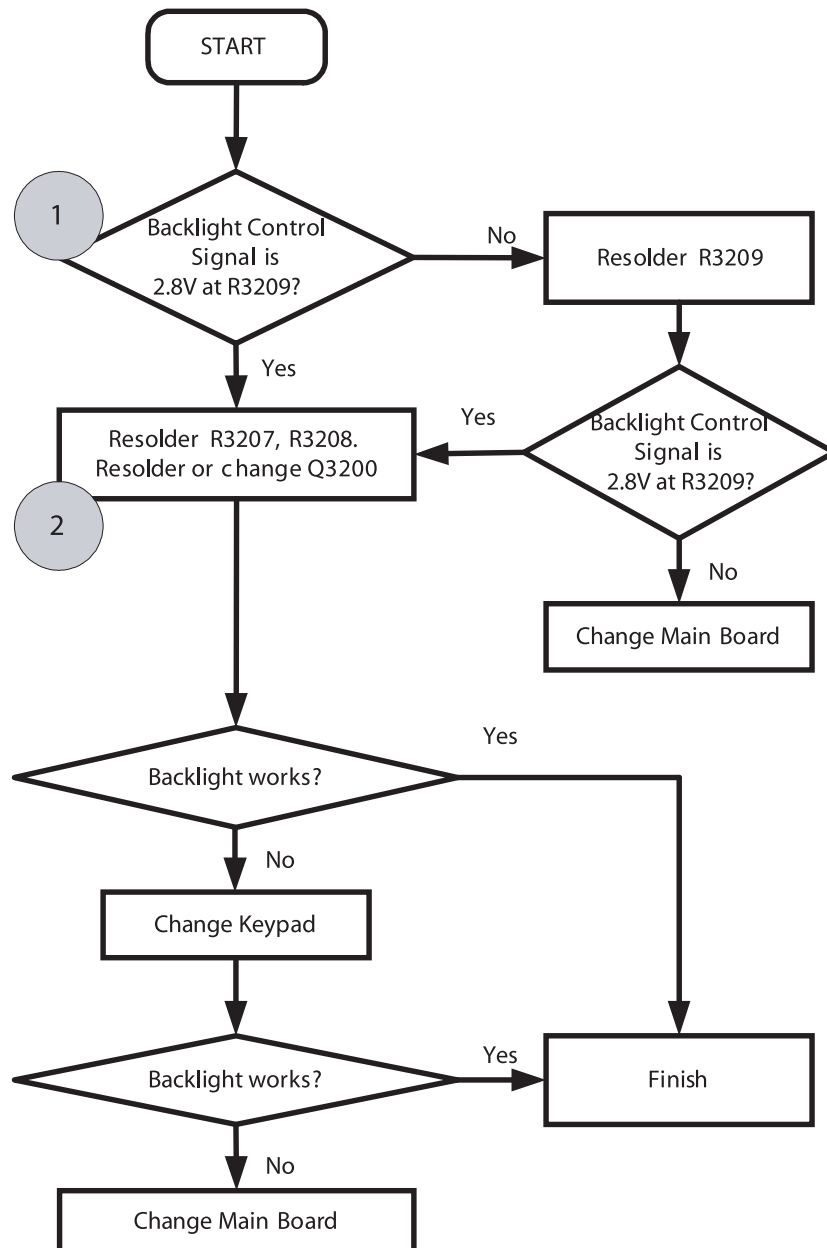 START
1
Backlight Control
Signal is
2.8V at R3209?
No
Resolder R3209
Yes
Backlight Control
Signal is
2.8V at R3209?
Yes
Resolder R3207, R3208.
Resolder or change Q3200
2
No
Change Main Board
Backlight works?
Yes
No
Change Keypad
Backlight works?
Yes
Finish
No
Change Main Board